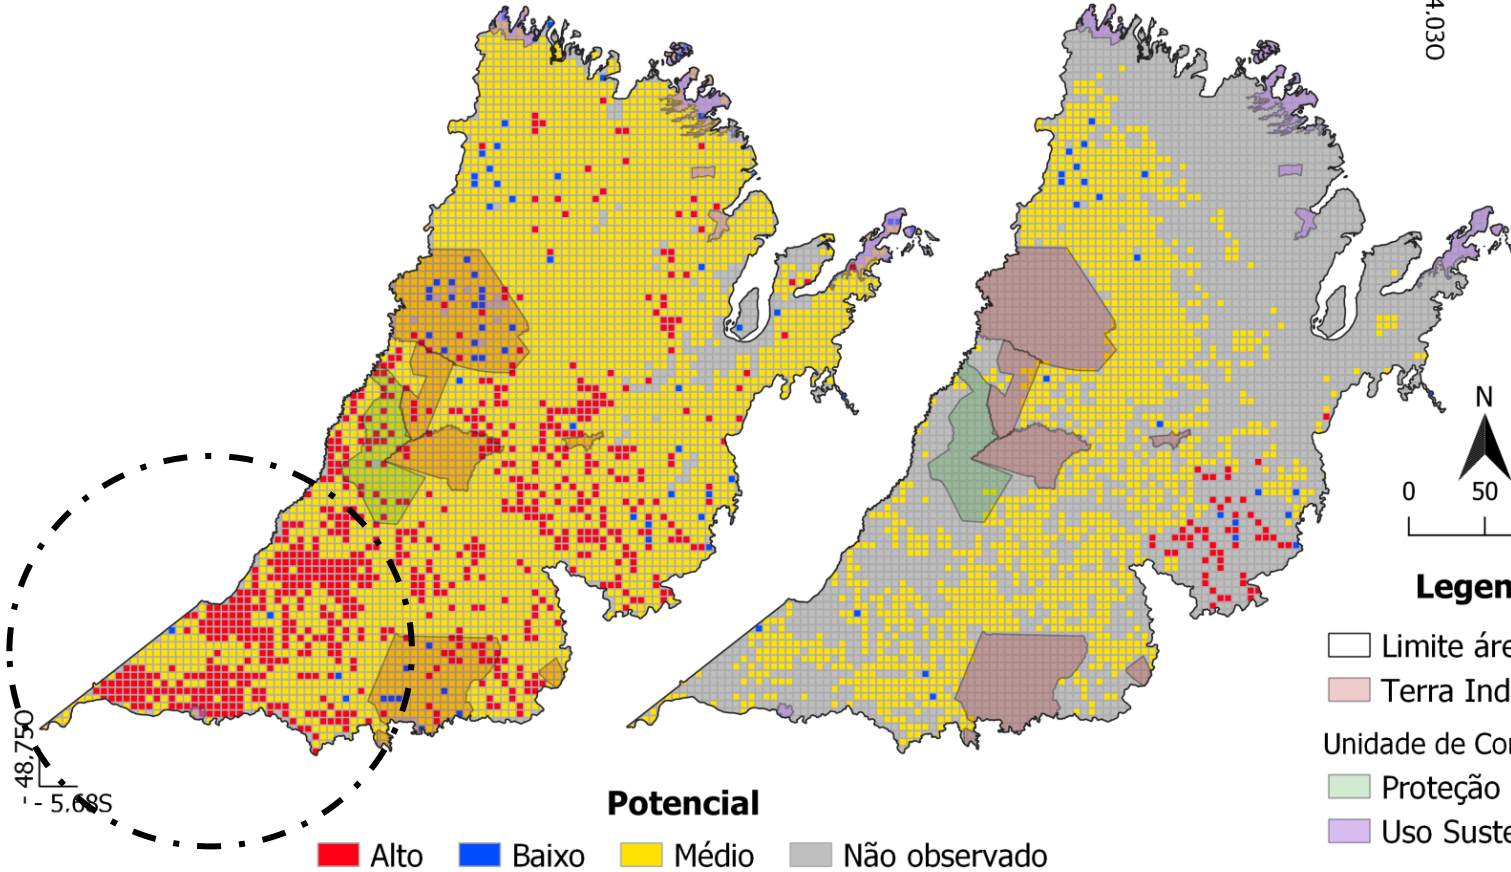 4.03O
N
0 50
Legen
Limite áre
Terra Ind
Unidade de Co
Proteção
Uso Suste
- 48.75O
- 5.68S
Potencial
Alto Baixo Médio Não observado